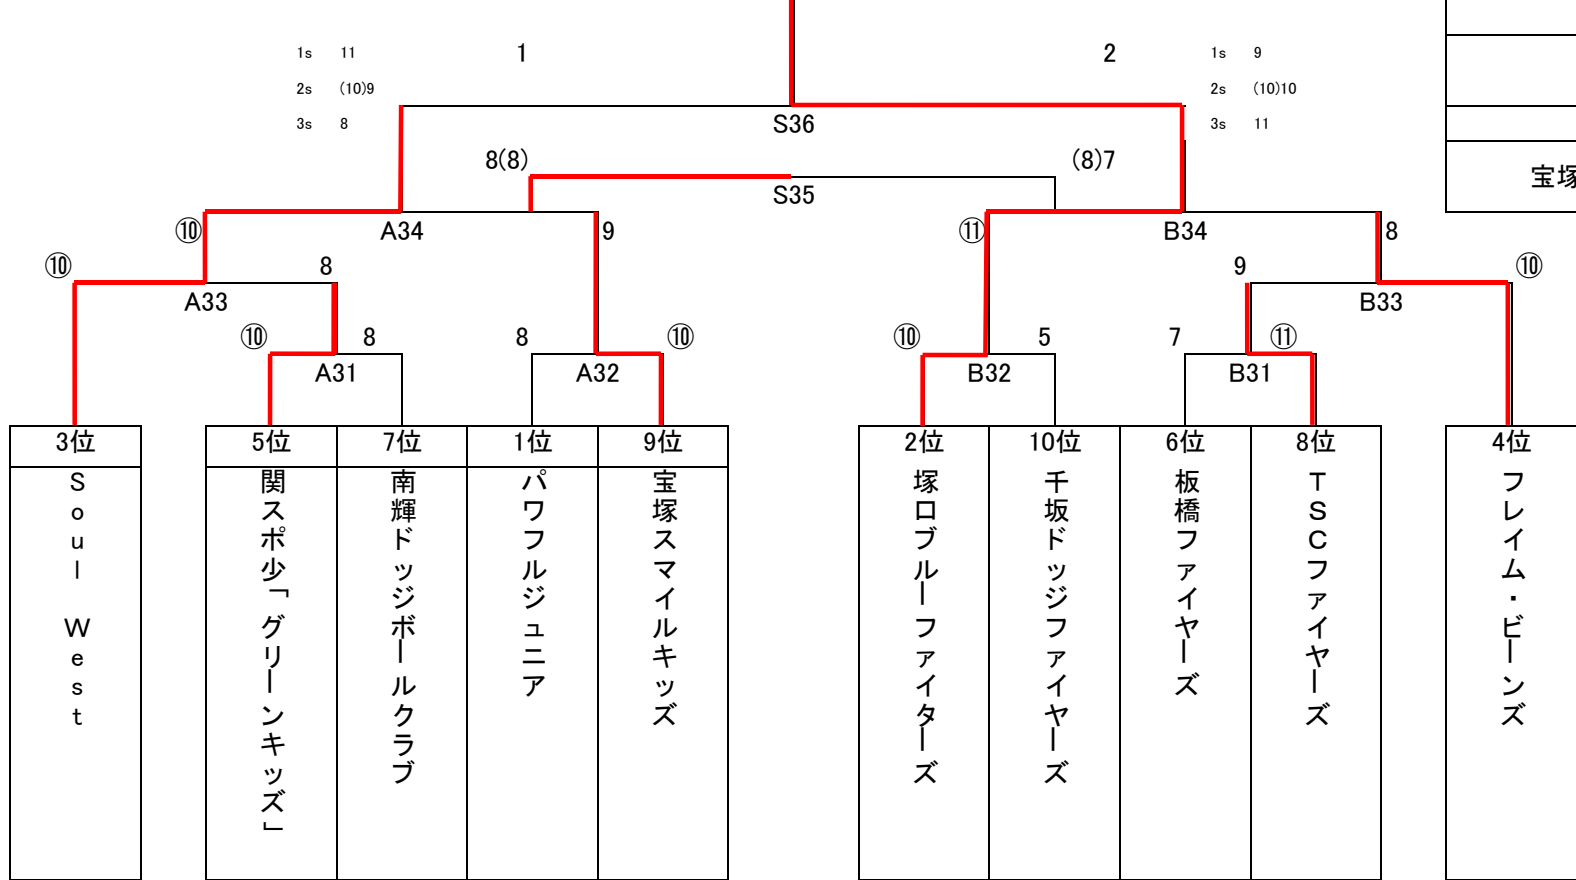 1s 11 1 2 1s 9
2s (10)9 2s (10)10
3s 8 S36 3s 11
8(8) (8)7
S35 宝塚
⑩ A34 9 ⑪ B34 8
⑩ 8 9 ⑩
A33 B33
⑩ 8 8 ⑩ ⑩ 5 7 ⑪
A31 A32 B32 B31
3位 5位 7位 1位 9位 2位 10位 6位 8位 4位
Soul West
関スポ少「グリーンキッズ」
南輝ドッジボールクラブ
パワフルジュニア
宝塚スマイルキッズ
塚口ブルーファイターズ
千坂ドッジファイヤーズ
板橋ファイヤーズ
TSCファイヤーズ
フレイム・ビーンズ